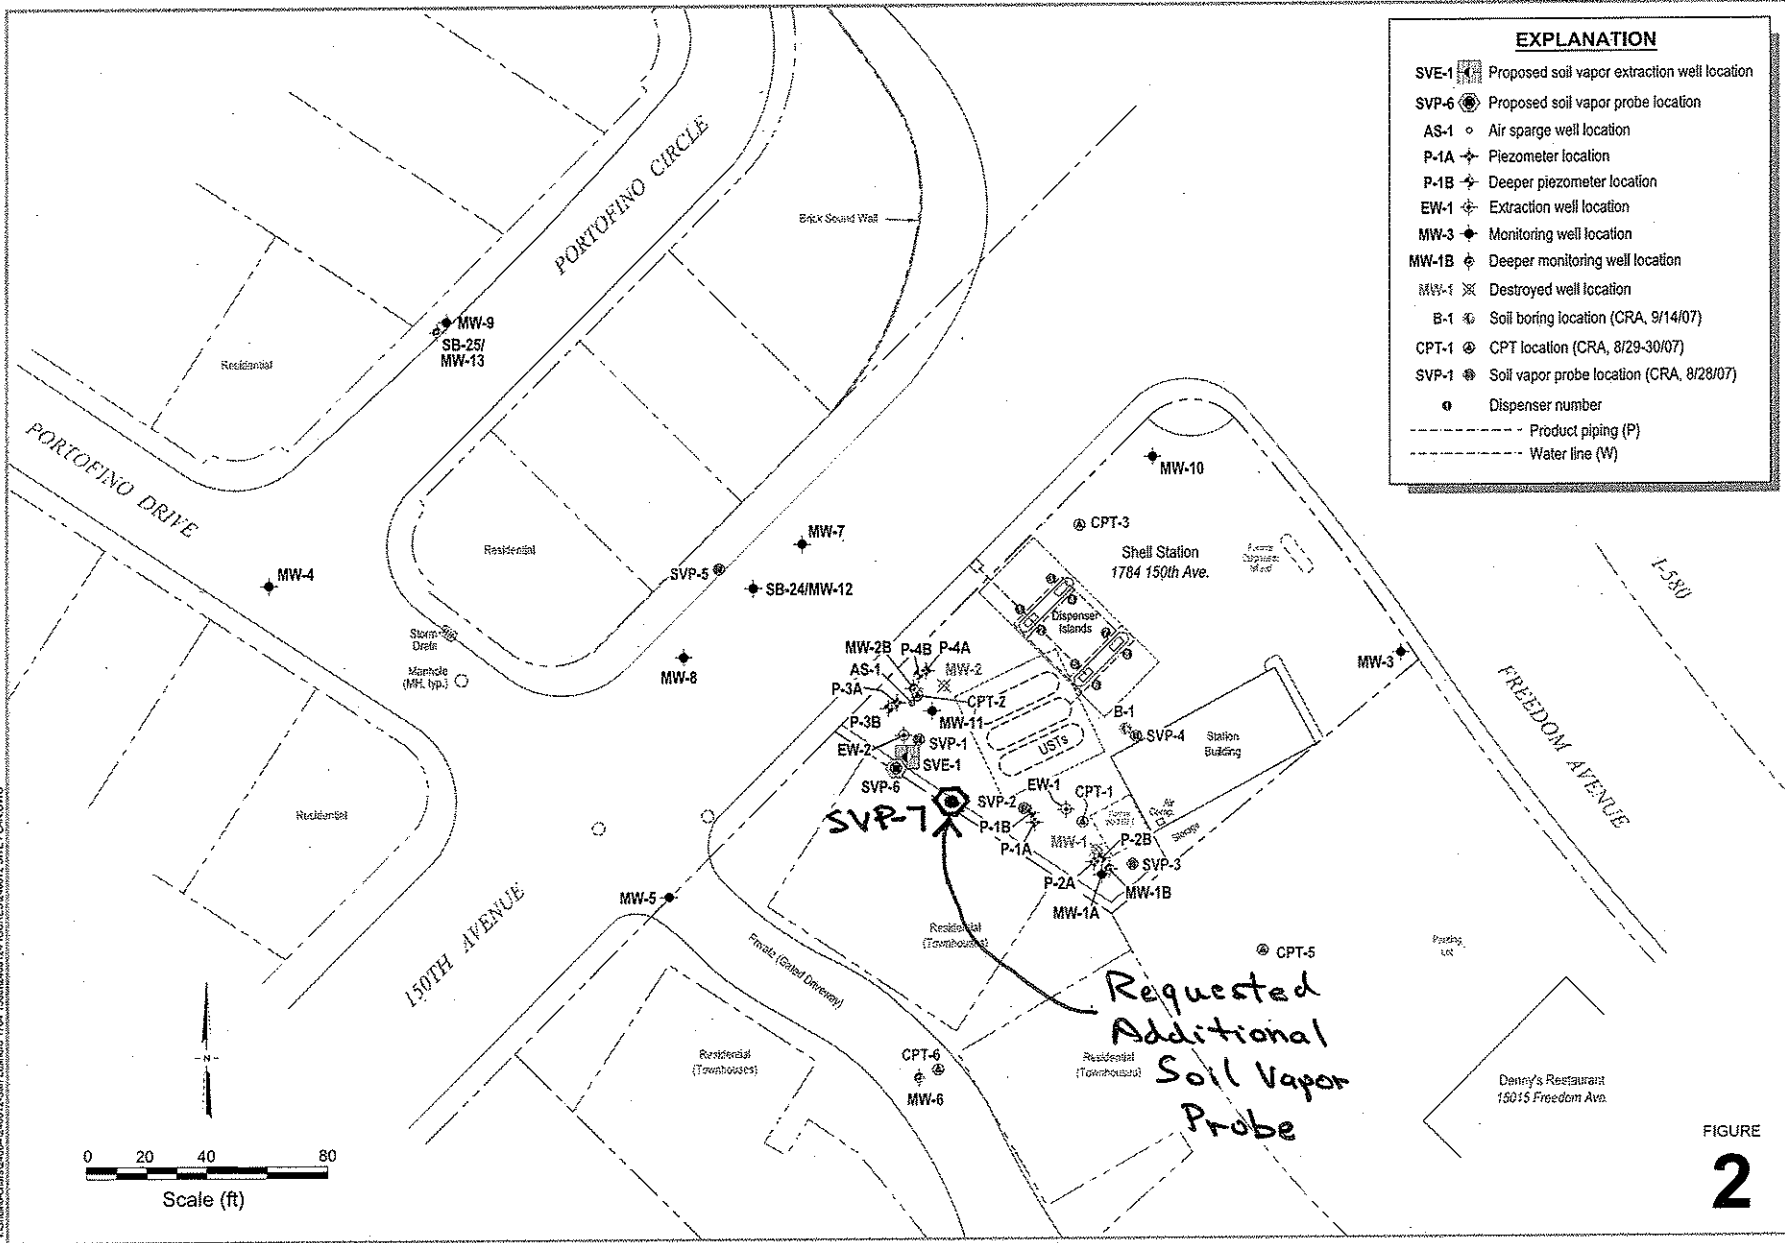 EXPLANATION
SVE-1 Proposed soil vapor extraction well location
SVP-6 Proposed soil vapor probe location
AS-1 Air sparge well location
P-1A Piezometer location
P-1B Deeper piezometer location
EW-1 Extraction well location
MW-3 Monitoring well location
MW-1B Deeper monitoring well location
MW-1 Destroyed well location
B-1 Soil boring location (CRA, 9/14/07)
CPT-1 CPT location (CRA, 8/29-30/07)
SVP-1 Soil vapor probe location (CRA, 8/28/07)
Dispenser number
Product piping (P)
Water line (W)
PORTOFINO CIRCLE
Brick Sound Wall
MW-9
SB-25/
MW-13
Residential
PORTOFINO DRIVE
MW-10
CPT-3
Shell Station
1784 150th Ave.
I-580
MW-7
Residential
SVP-5
MW-4
SB-24/MW-12
Dispenser
Islands
Storm
Drain
Manhole
(MH, typ.)
MW-8
MW-2B
P-4B
P-4A
AS-1
MW-2
P-3A
CPT-2
P-3B
MW-11
EW-2
SVP-1
SVE-1
SVP-6
USTs
B-1
SVP-4
Station
Building
MW-3
FREEDOM AVENUE
SVP-7
SVP-2
EW-1
CPT-1
Air
Comp.
Storage
P-1B
P-1A
MW-1
P-2B
SVP-3
P-2A
MW-1B
MW-1A
Residential
MW-5
150TH AVENUE
Private (Gated Driveway)
Residential
(Townhouses)
CPT-5
Parking
Lot
Requested
Additional
Soil Vapor
Probe
N
Residential
(Townhouses)
CPT-6
MW-6
Residential
(Townhouses)
Denny's Restaurant
15015 Freedom Ave.
0 20 40 80
Scale (ft)
FIGURE
2